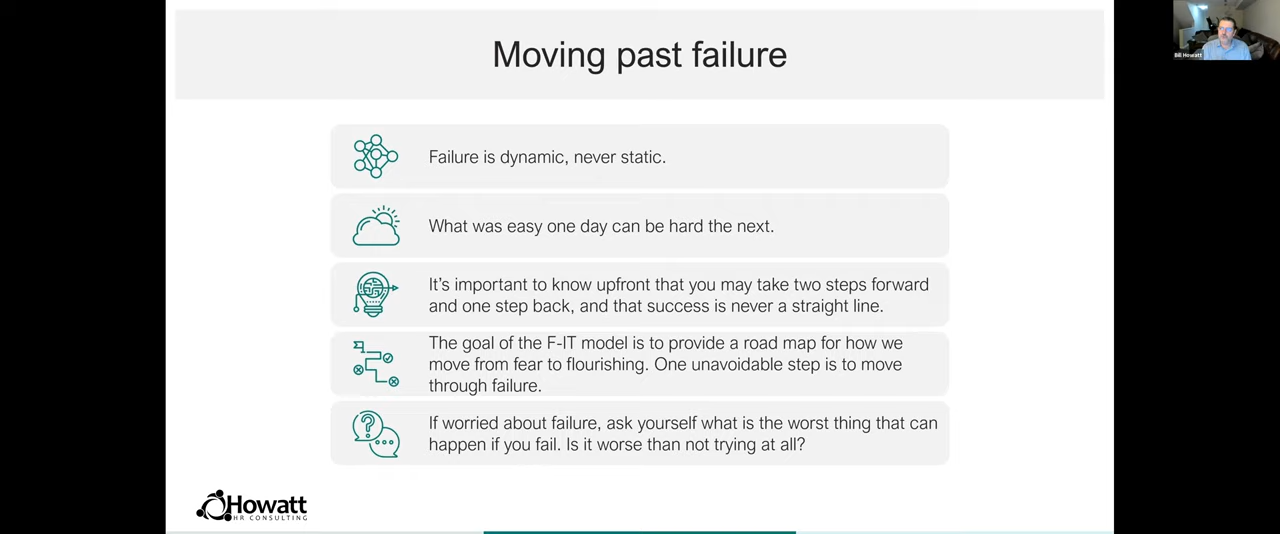 Moving past failure
Bill Howatt
Failure is dynamic, never static.
What was easy one day can be hard the next.
It’s important to know upfront that you may take two steps forward
and one step back, and that success is never a straight line.
The goal of the F-IT model is to provide a road map for how we
move from fear to flourishing. One unavoidable step is to move
through failure.
If worried about failure, ask yourself what is the worst thing that can
happen if you fail. Is it worse than not trying at all?
Howatt
HR CONSULTING